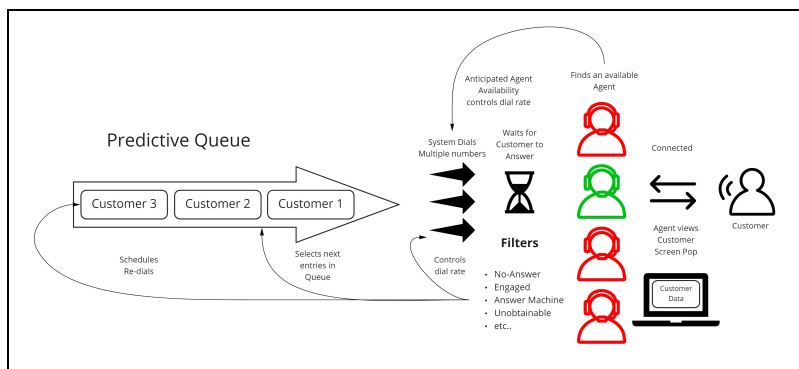 Predictive Queue
Customer 3
Customer 2
Customer 1
Schedules
Re-dials
Selects next
entries in
Queue
Anticipated Agent
Availability
controls dial rate
System Dials
Multiple numbers
Waits for
Customer to
Answer
Controls
dial rate
Filters
· No-Answer
· Engaged
· Answer Machine
· Unobtainable
· etc..
Finds an available
Agent
Connected
Agent views
Customer
Screen Pop
Customer
Customer
Data